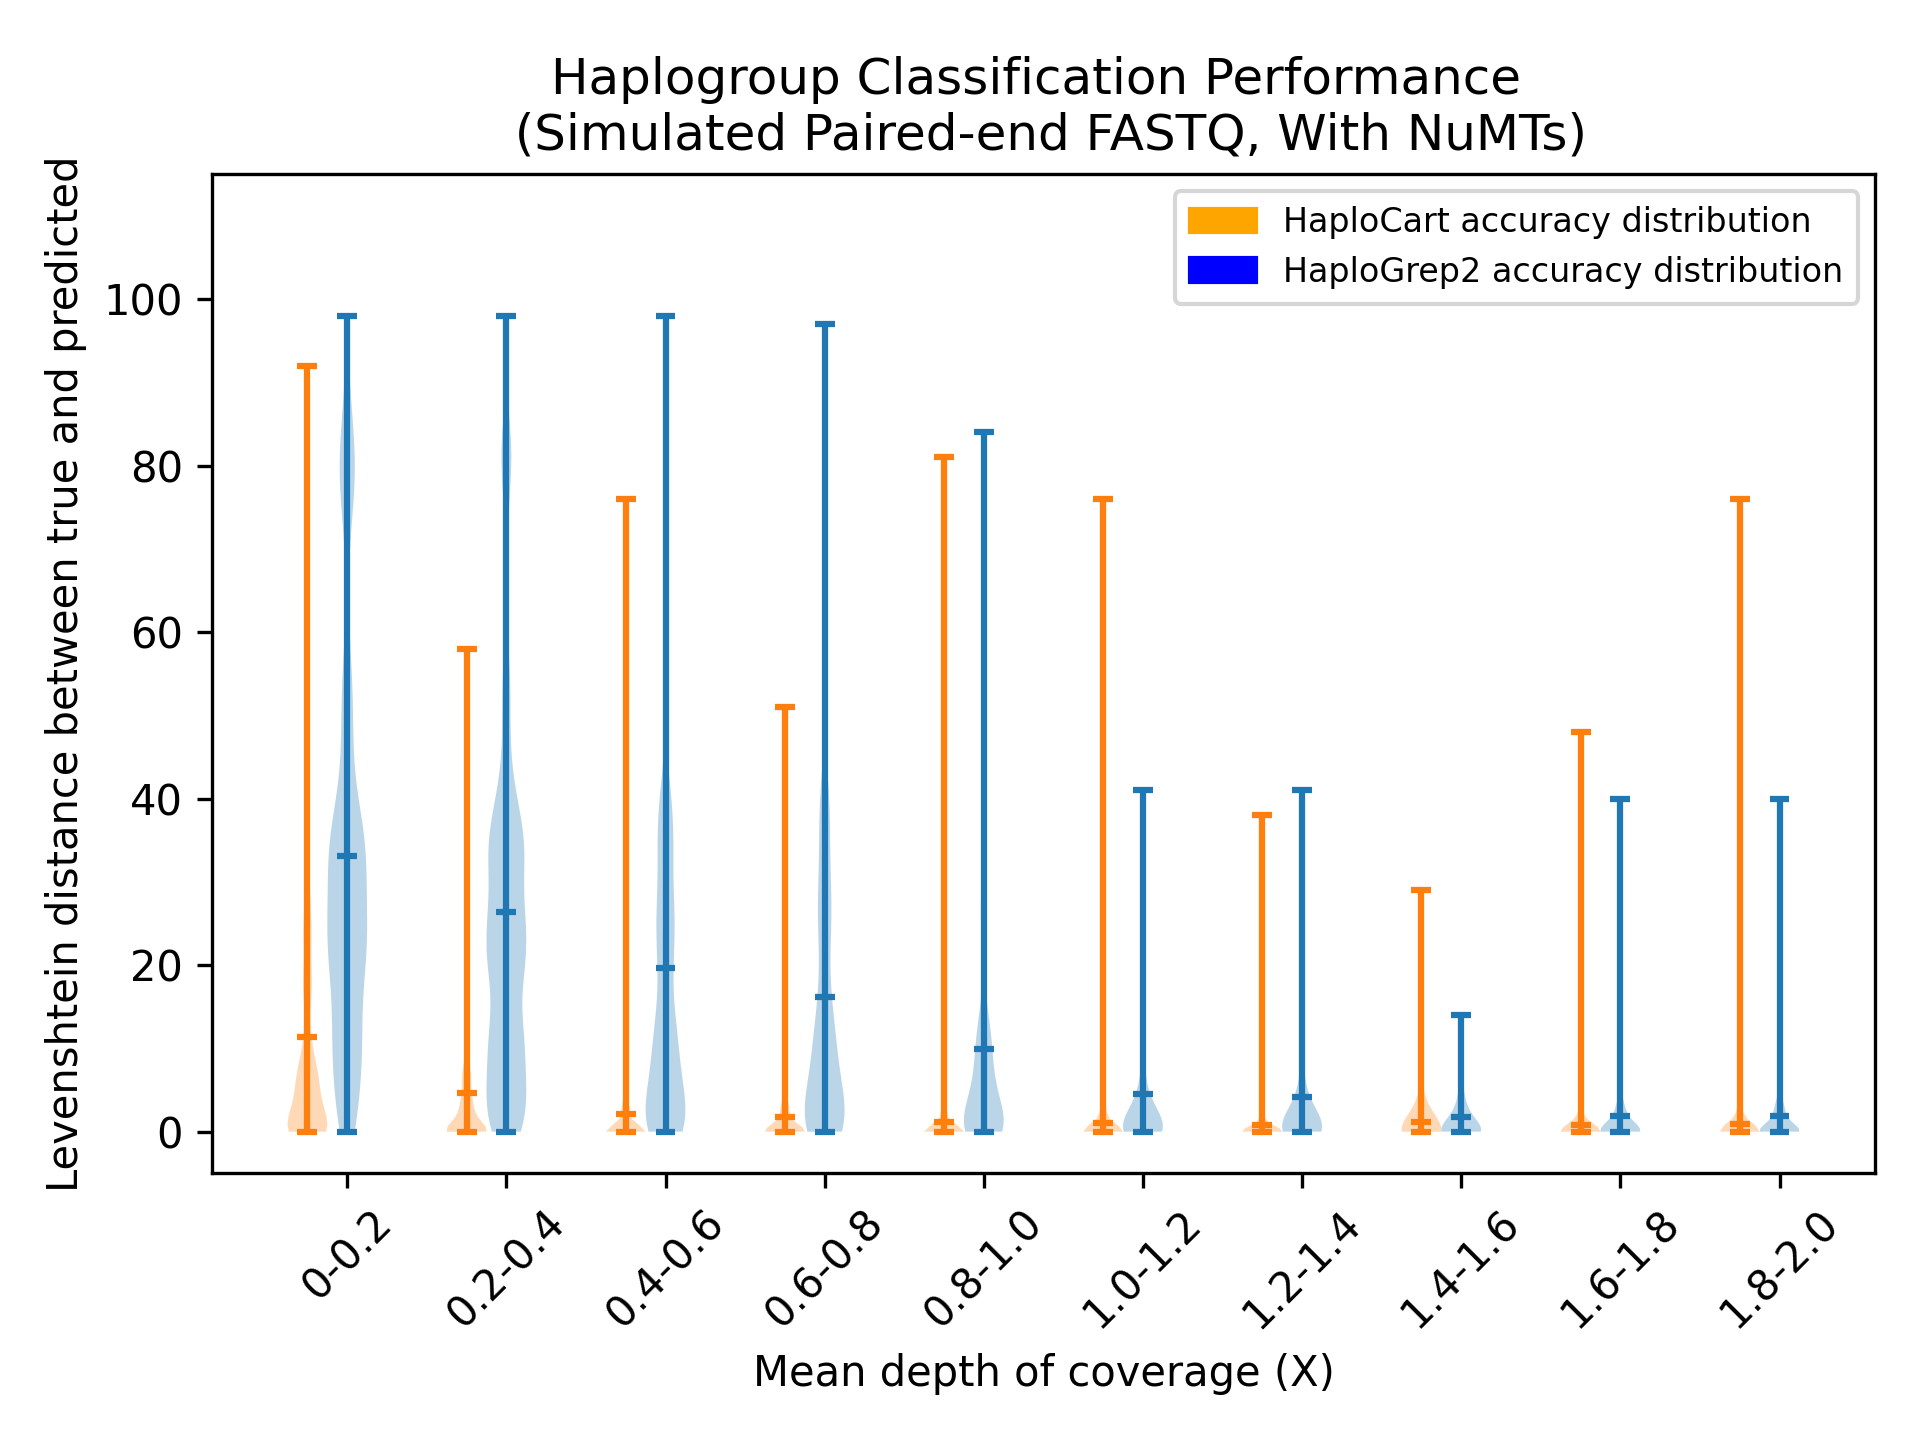 Haplogroup Classification Performance
(Simulated Paired-end FASTQ, With NuMTs)
HaploCart accuracy distribution
HaploGrep2 accuracy distribution
Levenshtein distance between true and predicted
100
80
60
40
20
0
0-0.2
0.2-0.4
0.4-0.6
0.6-0.8
0.8-1.0
1.0-1.2
1.2-1.4
1.4-1.6
1.6-1.8
1.8-2.0
Mean depth of coverage (X)